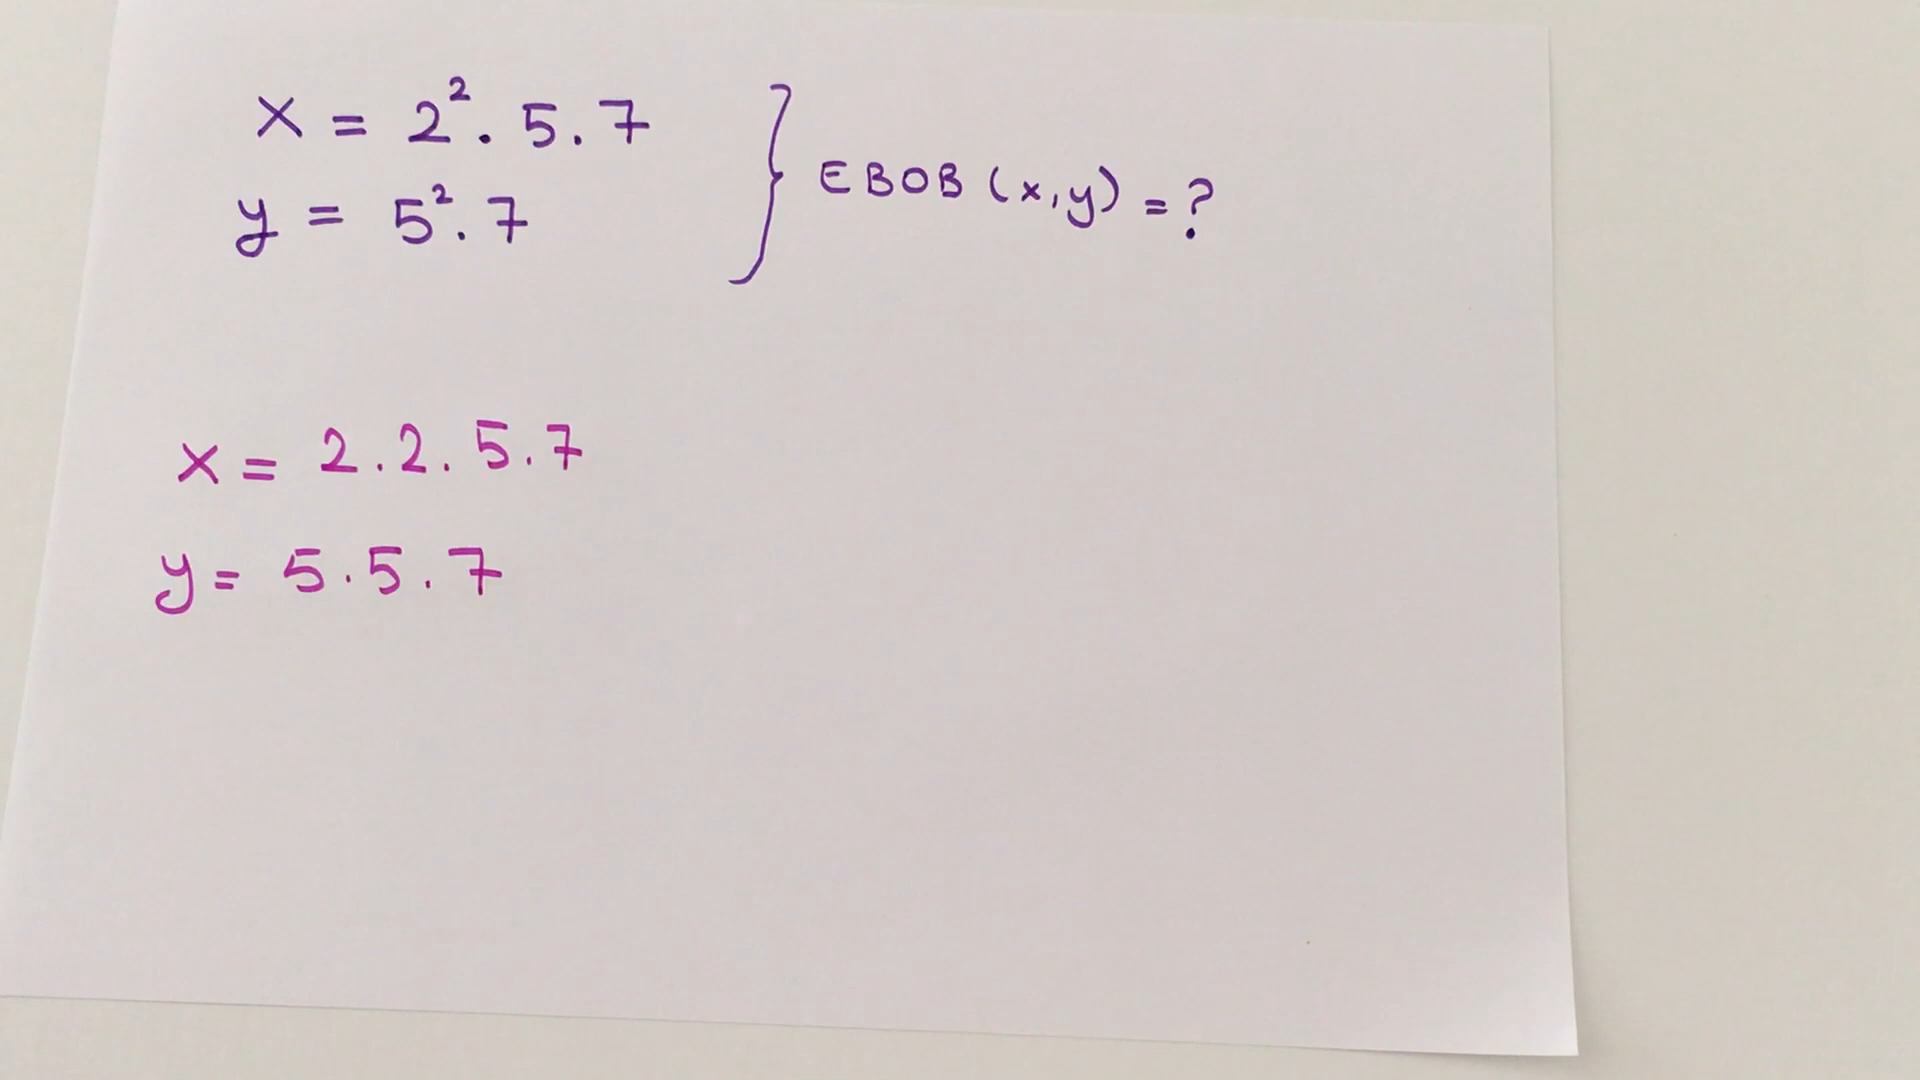 x = 2². 5. 7
y = 5². 7
} EBOB (x,y) = ?
x = 2.2.5.7
y = 5.5.7